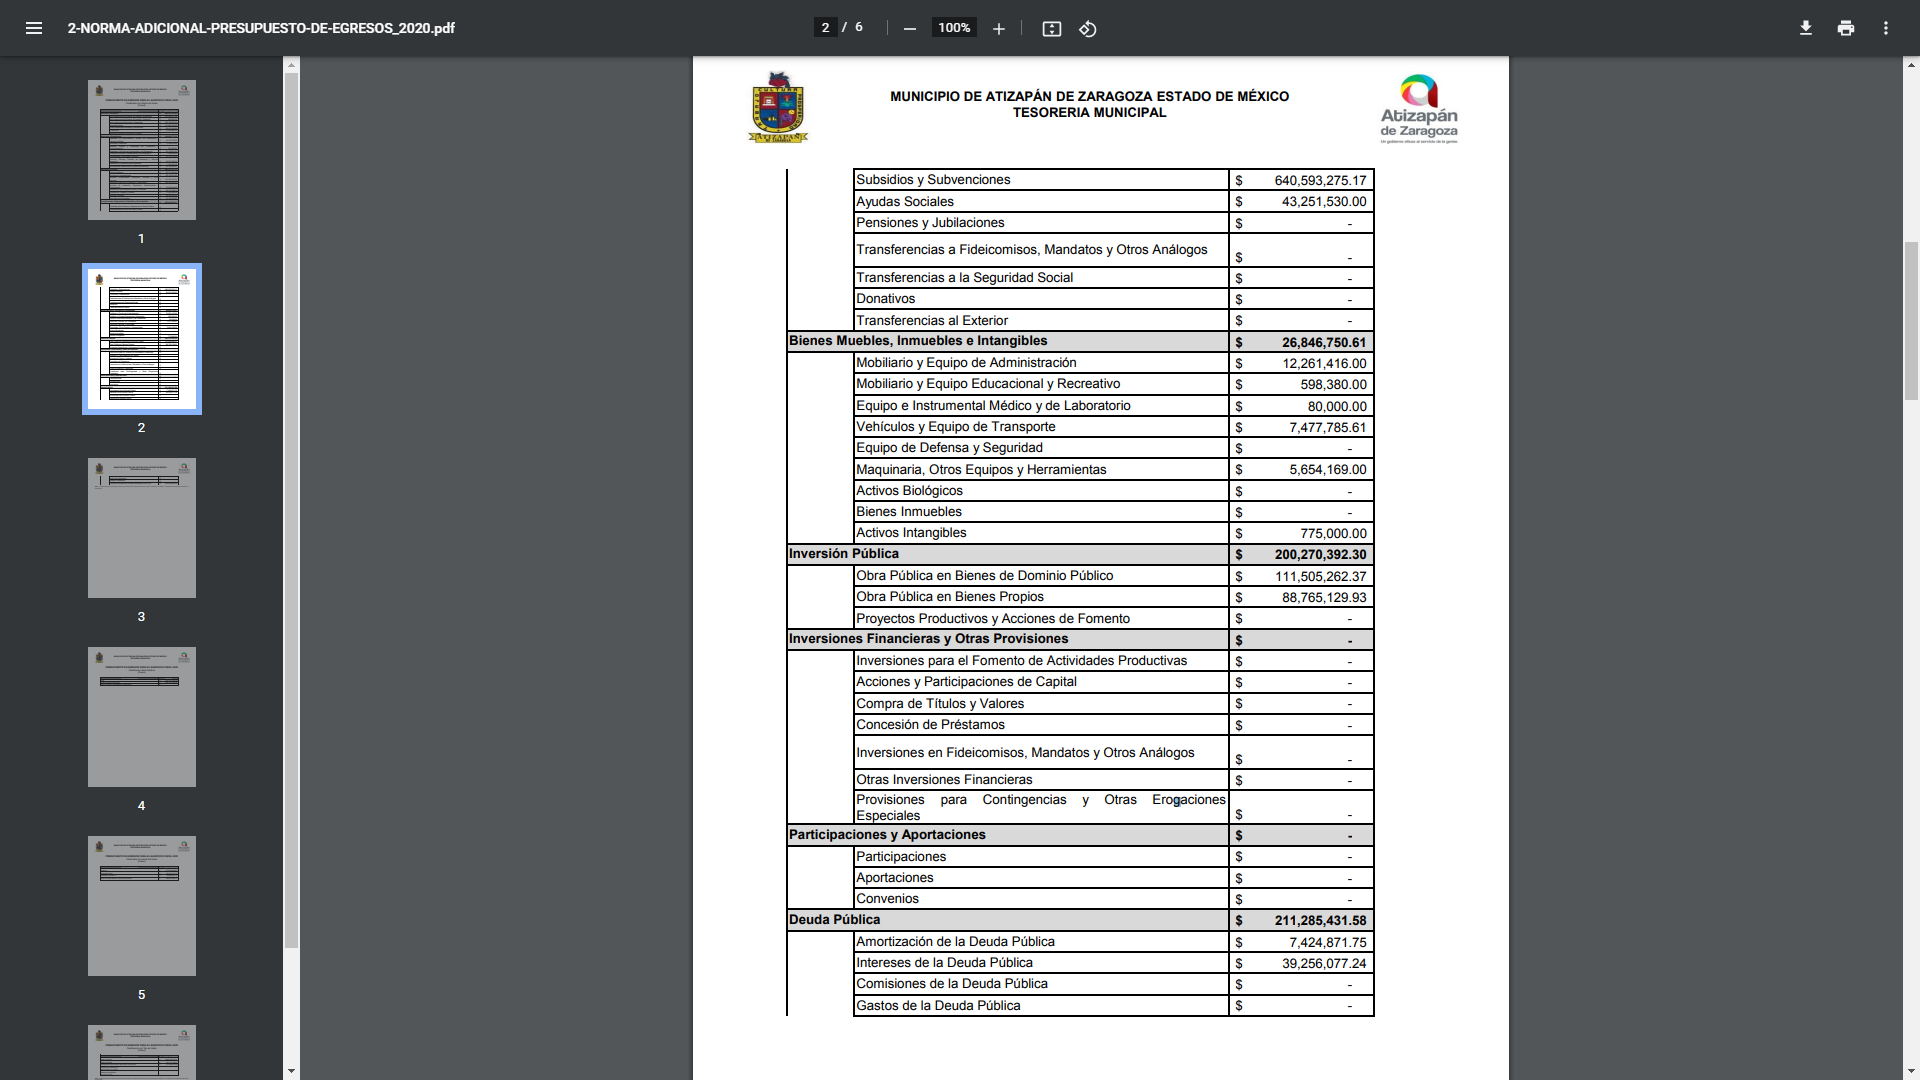 2-NORMA-ADICIONAL-PRESUPUESTO-DE-EGRESOS_2020.pdf
2 / 6
100%
1
2
3
4
5
MUNICIPIO DE ATIZAPÁN DE ZARAGOZA ESTADO DE MÉXICO
TESORERIA MUNICIPAL
Atizapán
de Zaragoza
Subsidios y Subvenciones $ 640,593,275.17
Ayudas Sociales $ 43,251,530.00
Pensiones y Jubilaciones $ -
Transferencias a Fideicomisos, Mandatos y Otros Análogos $ -
Transferencias a la Seguridad Social $ -
Donativos $ -
Transferencias al Exterior $ -
Bienes Muebles, Inmuebles e Intangibles $ 26,846,750.61
Mobiliario y Equipo de Administración $ 12,261,416.00
Mobiliario y Equipo Educacional y Recreativo $ 598,380.00
Equipo e Instrumental Médico y de Laboratorio $ 80,000.00
Vehículos y Equipo de Transporte $ 7,477,785.61
Equipo de Defensa y Seguridad $ -
Maquinaria, Otros Equipos y Herramientas $ 5,654,169.00
Activos Biológicos $ -
Bienes Inmuebles $ -
Activos Intangibles $ 775,000.00
Inversión Pública $ 200,270,392.30
Obra Pública en Bienes de Dominio Público $ 111,505,262.37
Obra Pública en Bienes Propios $ 88,765,129.93
Proyectos Productivos y Acciones de Fomento $ -
Inversiones Financieras y Otras Provisiones $ -
Inversiones para el Fomento de Actividades Productivas $ -
Acciones y Participaciones de Capital $ -
Compra de Títulos y Valores $ -
Concesión de Préstamos $ -
Inversiones en Fideicomisos, Mandatos y Otros Análogos $ -
Otras Inversiones Financieras $ -
Provisiones para Contingencias y Otras Erogaciones
Especiales $ -
Participaciones y Aportaciones $ -
Participaciones $ -
Aportaciones $ -
Convenios $ -
Deuda Pública $ 211,285,431.58
Amortización de la Deuda Pública $ 7,424,871.75
Intereses de la Deuda Pública $ 39,256,077.24
Comisiones de la Deuda Pública $ -
Gastos de la Deuda Pública $ -